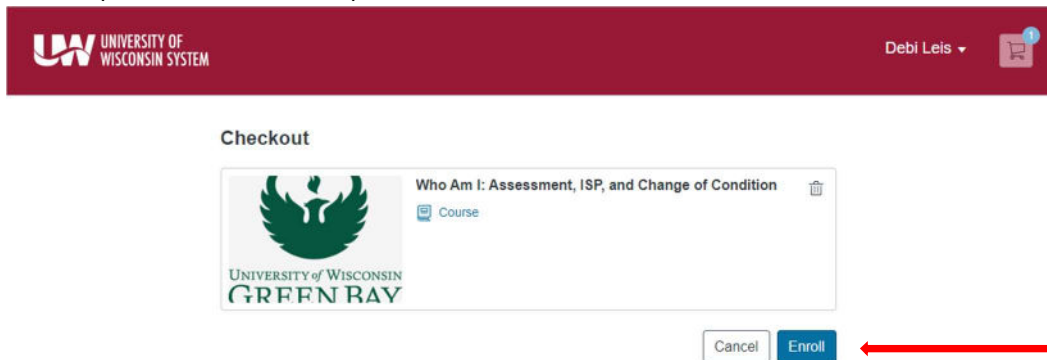 UW UNIVERSITY OF
WISCONSIN SYSTEM
Debi Leis
1
Checkout
Who Am I: Assessment, ISP, and Change of Condition
Course
UNIVERSITY of WISCONSIN
GREEN BAY
Cancel
Enroll